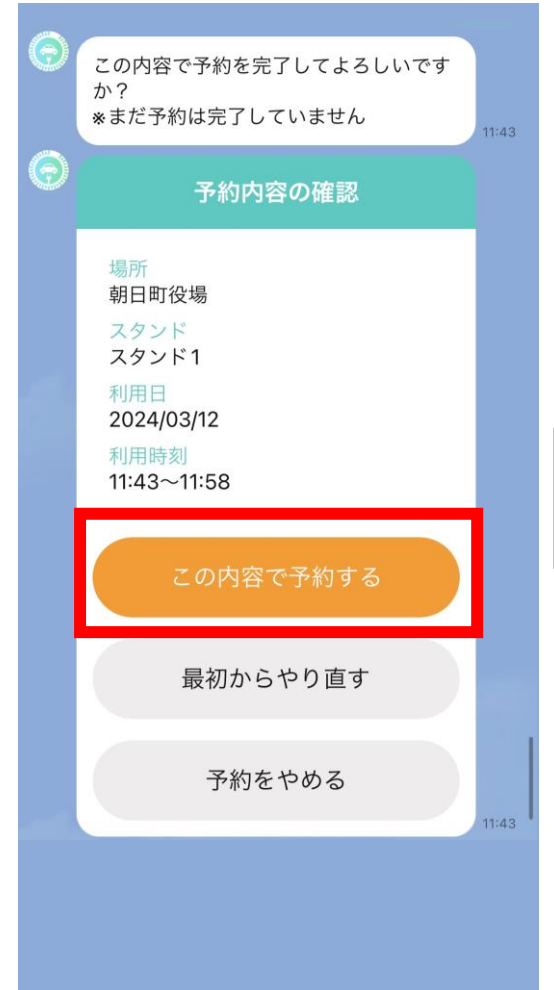 この内容で予約を完了してよろしいです
か？
※まだ予約は完了していません
11:43
予約内容の確認
場所
朝日町役場
スタンド
スタンド1
利用日
2024/03/12
利用時刻
11:43～11:58
この内容で予約する
最初からやり直す
予約をやめる
11:43